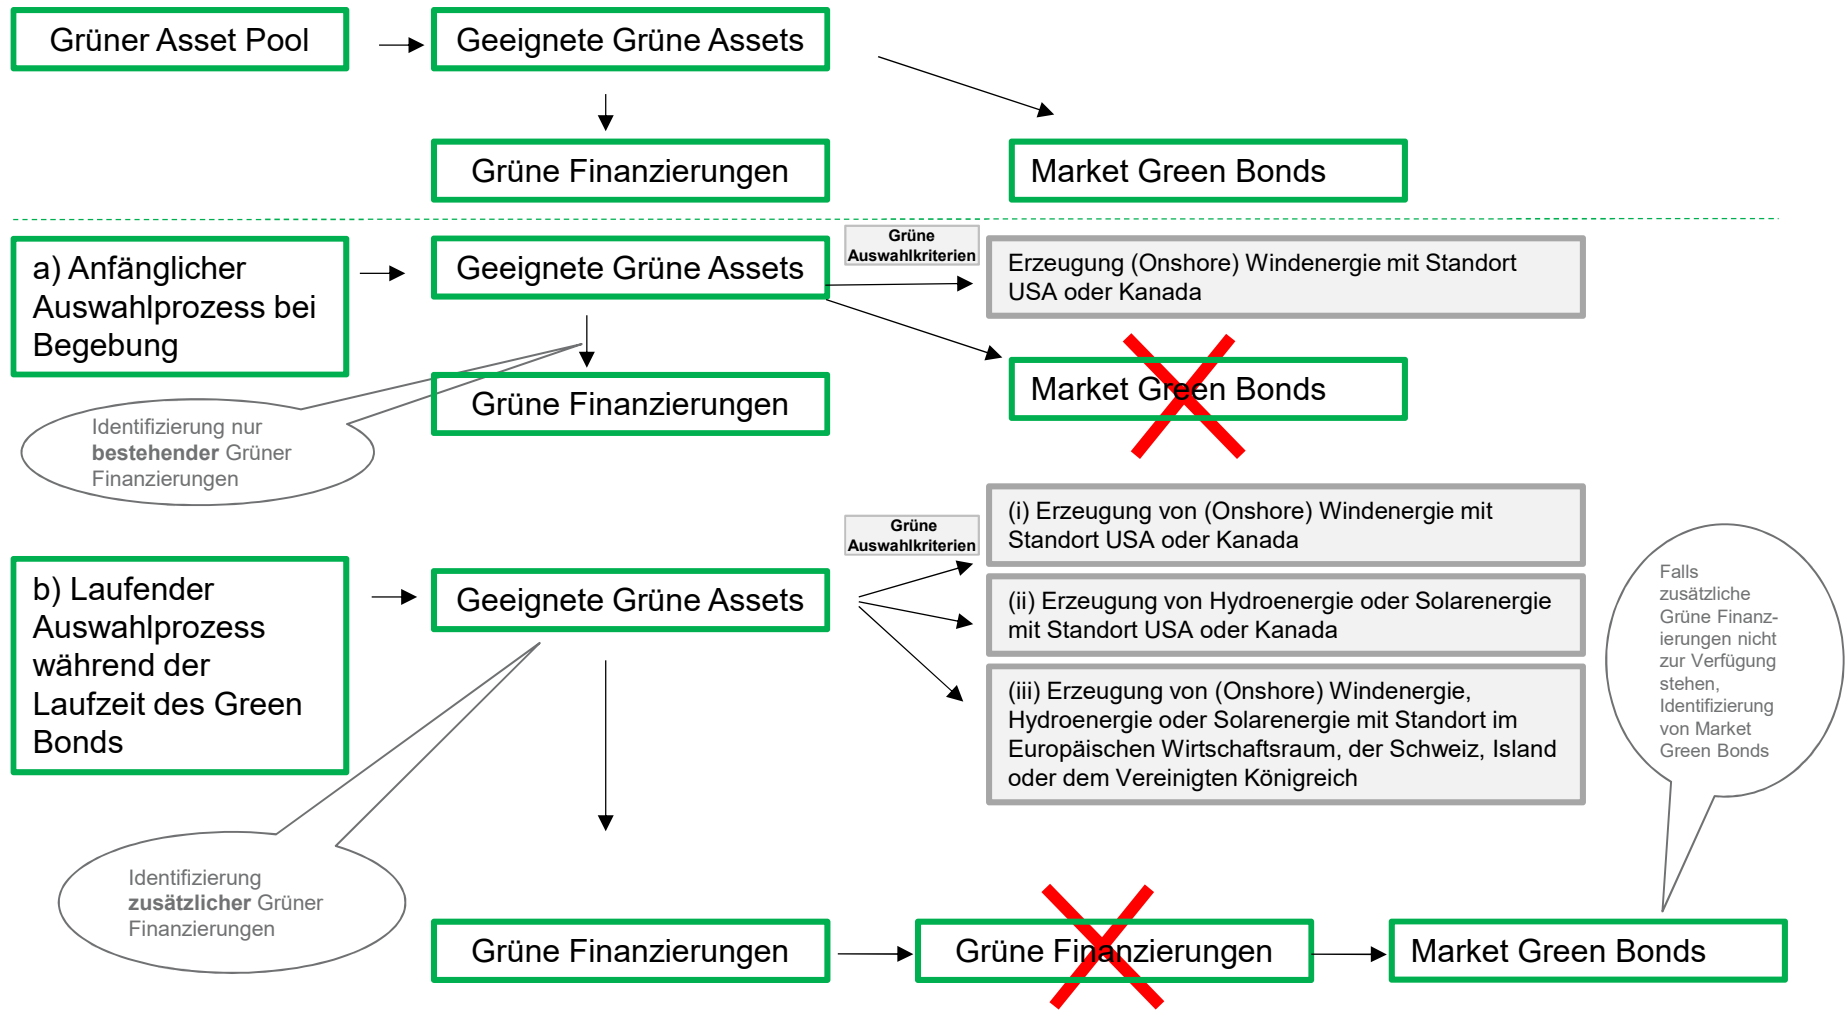 Grüner Asset Pool
Geeignete Grüne Assets
Grüne Finanzierungen
Market Green Bonds
a) Anfänglicher
Auswahlprozess bei
Begebung
Geeignete Grüne Assets
Grüne
Auswahlkriterien
Erzeugung (Onshore) Windenergie mit Standort
USA oder Kanada
Market Green Bonds
Grüne Finanzierungen
Identifizierung nur
bestehender Grüner
Finanzierungen
b) Laufender
Auswahlprozess
während der
Laufzeit des Green
Bonds
Geeignete Grüne Assets
Grüne
Auswahlkriterien
(i) Erzeugung von (Onshore) Windenergie mit
Standort USA oder Kanada
(ii) Erzeugung von Hydroenergie oder Solarenergie
mit Standort USA oder Kanada
(iii) Erzeugung von (Onshore) Windenergie,
Hydroenergie oder Solarenergie mit Standort im
Europäischen Wirtschaftsraum, der Schweiz, Island
oder dem Vereinigten Königreich
Falls
zusätzliche
Grüne Finanz-
ierungen nicht
zur Verfügung
stehen,
Identifizierung
von Market
Green Bonds
Identifizierung
zusätzlicher Grüner
Finanzierungen
Grüne Finanzierungen
Grüne Finanzierungen
Market Green Bonds